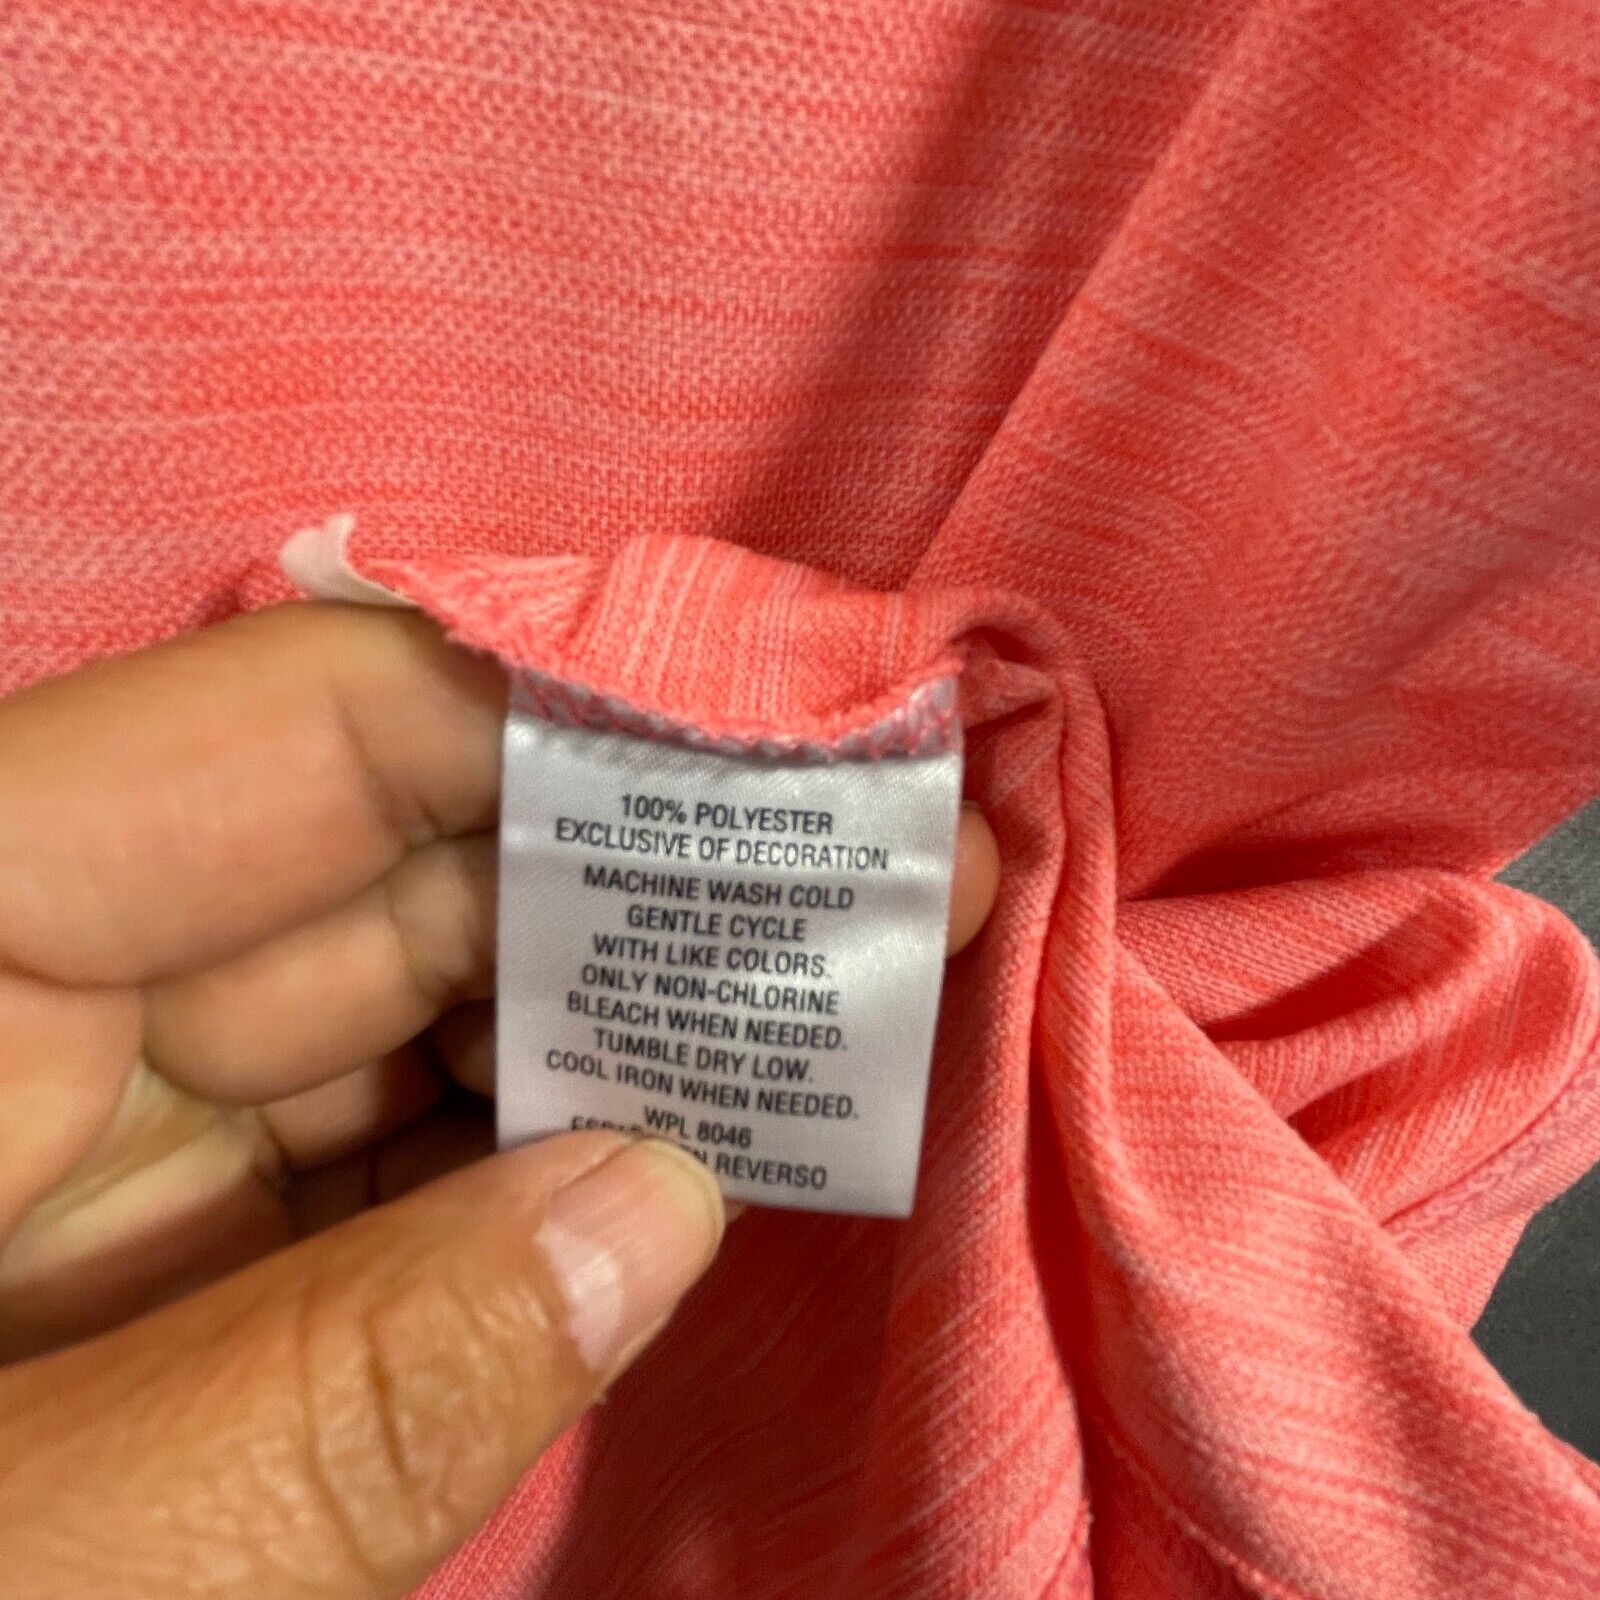 100% POLYESTER
EXCLUSIVE OF DECORATION
MACHINE WASH COLD
GENTLE CYCLE
WITH LIKE COLORS.
ONLY NON-CHLORINE
BLEACH WHEN NEEDED.
TUMBLE DRY LOW.
COOL IRON WHEN NEEDED.
WPL 8046
REVERSO